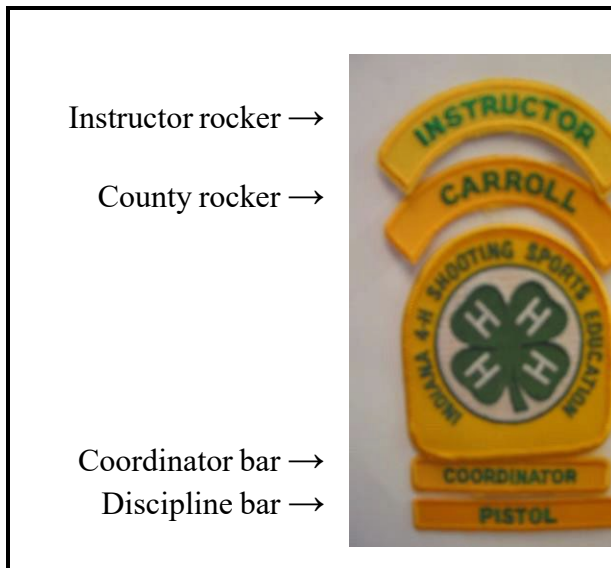 Instructor rocker →
INSTRUCTOR
County rocker →
CARROLL
INDIANA 4-H SHOOTING SPORTS EDUCATION
H H
H H
Coordinator bar →
COORDINATOR
Discipline bar →
PISTOL